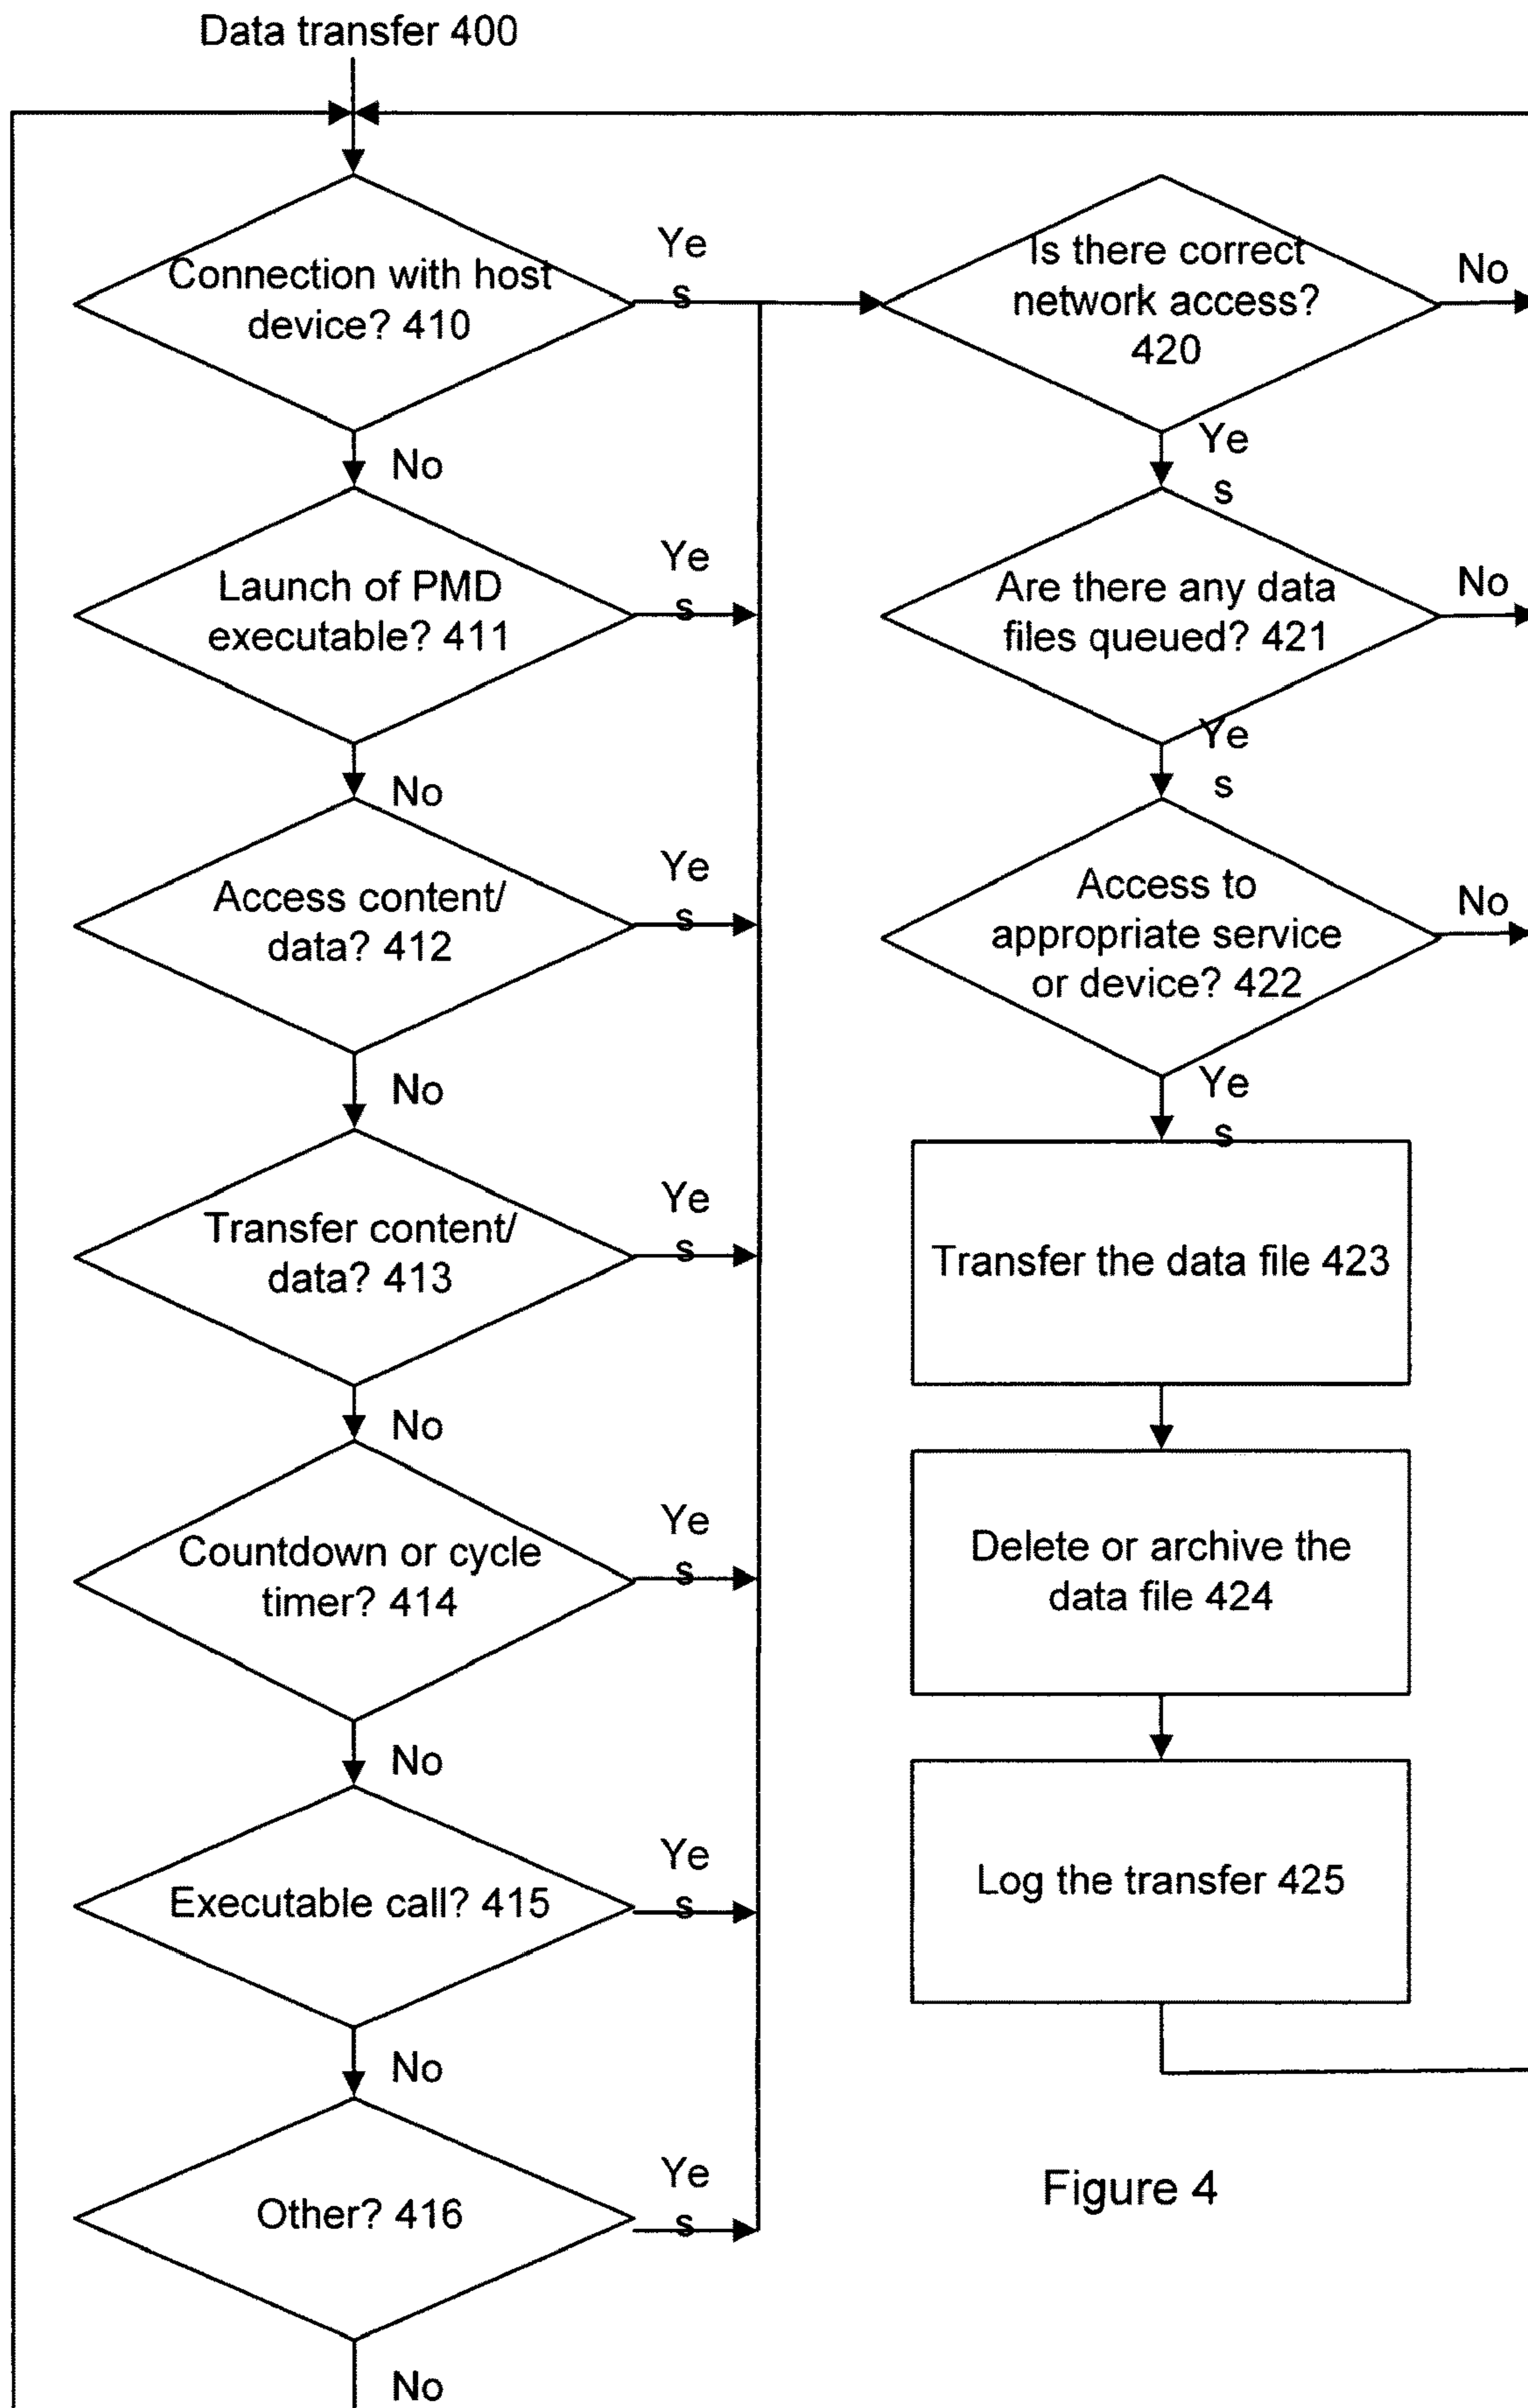 Data transfer 400
Connection with host
device? 410
Ye
s
No
Launch of PMD
executable? 411
Ye
s
No
Access content/
data? 412
Ye
s
No
Transfer content/
data? 413
Ye
s
No
Countdown or cycle
timer? 414
Ye
s
No
Executable call? 415
Ye
s
No
Other? 416
Ye
s
No
Is there correct
network access?
420
No
Ye
s
Are there any data
files queued? 421
No
Ye
s
Access to
appropriate service
or device? 422
No
Ye
s
Transfer the data file 423
Delete or archive the
data file 424
Log the transfer 425
Figure 4